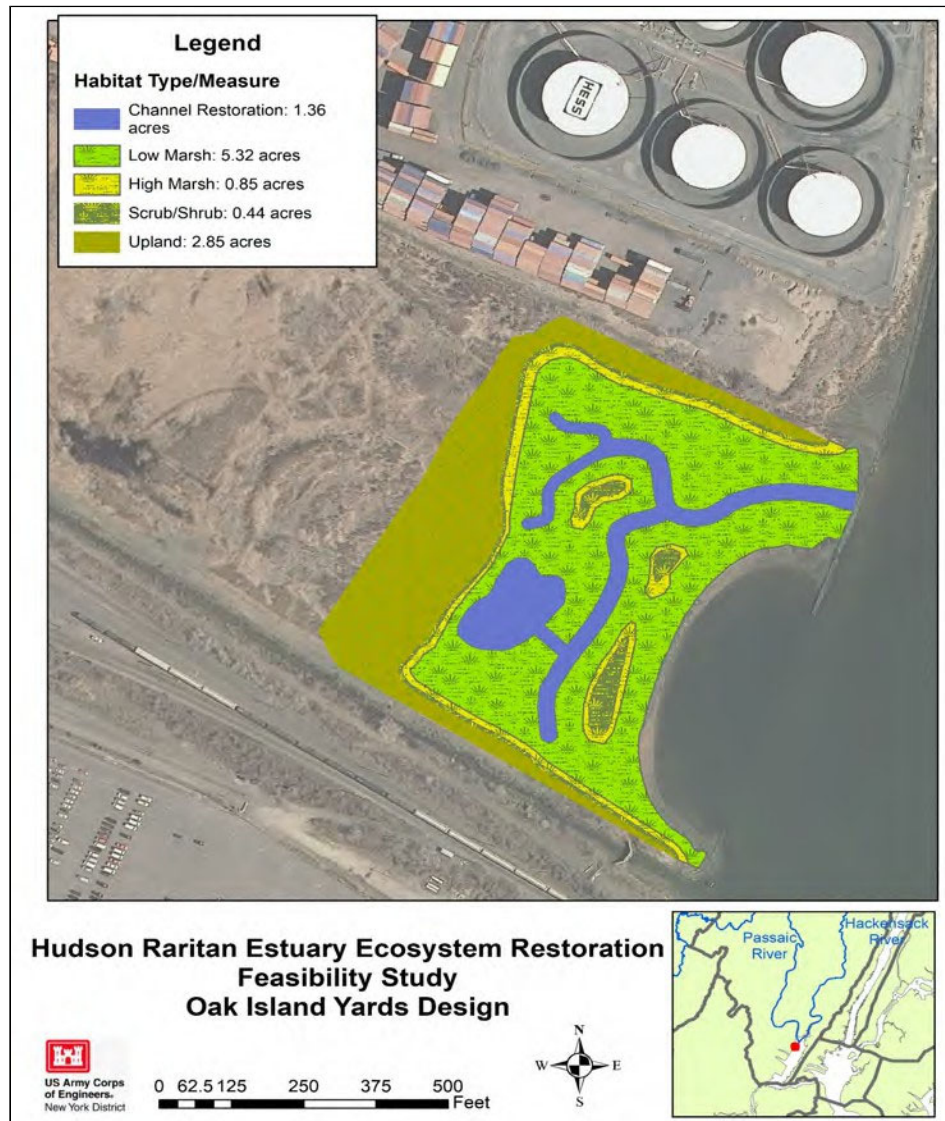 Legend
Habitat Type/Measure
Channel Restoration: 1.36
acres
Low Marsh: 5.32 acres
High Marsh: 0.85 acres
Scrub/Shrub: 0.44 acres
Upland: 2.85 acres
HESS
Hudson Raritan Estuary Ecosystem Restoration
Feasibility Study
Oak Island Yards Design
US Army Corps
of Engineers®
New York District
0 62.5 125 250 375 500
Feet
N
W E
S
Passaic
River
Hackensack
River